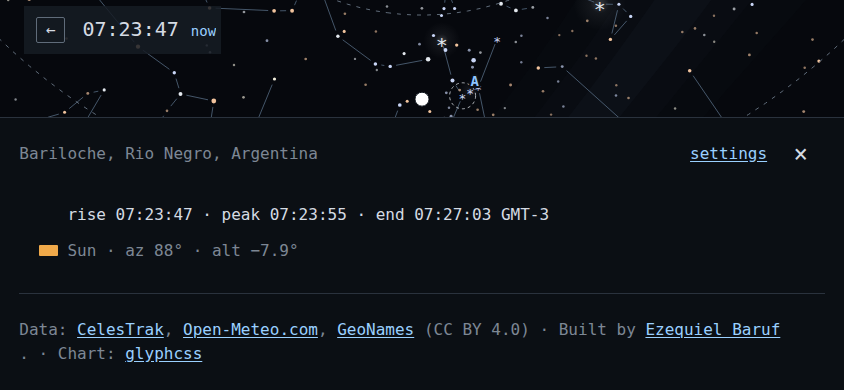 ← 07:23:47 now
A
Bariloche, Rio Negro, Argentina settings ×
rise 07:23:47 · peak 07:23:55 · end 07:27:03 GMT-3
Sun · az 88° · alt −7.9°
Data: CelesTrak, Open-Meteo.com, GeoNames (CC BY 4.0) · Built by Ezequiel Baruf
. · Chart: glyphcss